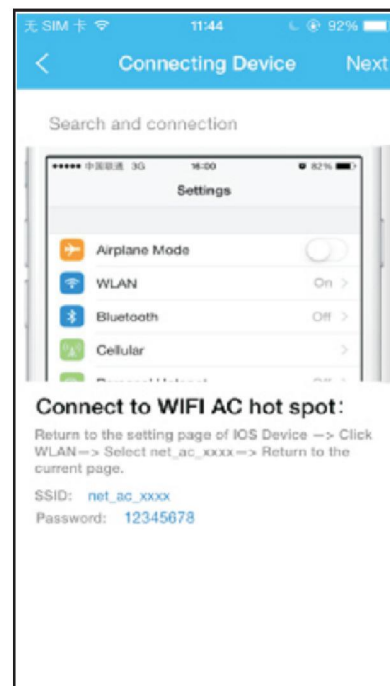 无 SIM 卡 11:44 92%
< Connecting Device Next
Search and connection
中国联通 3G 16:00 82%
Settings
Airplane Mode
WLAN On >
Bluetooth Off >
Cellular >
Connect to WIFI AC hot spot:
Return to the setting page of IOS Device —> Click
WLAN—> Select net_ac_xxxx—> Return to the
current page.
SSID: net_ac_xxxx
Password: 12345678